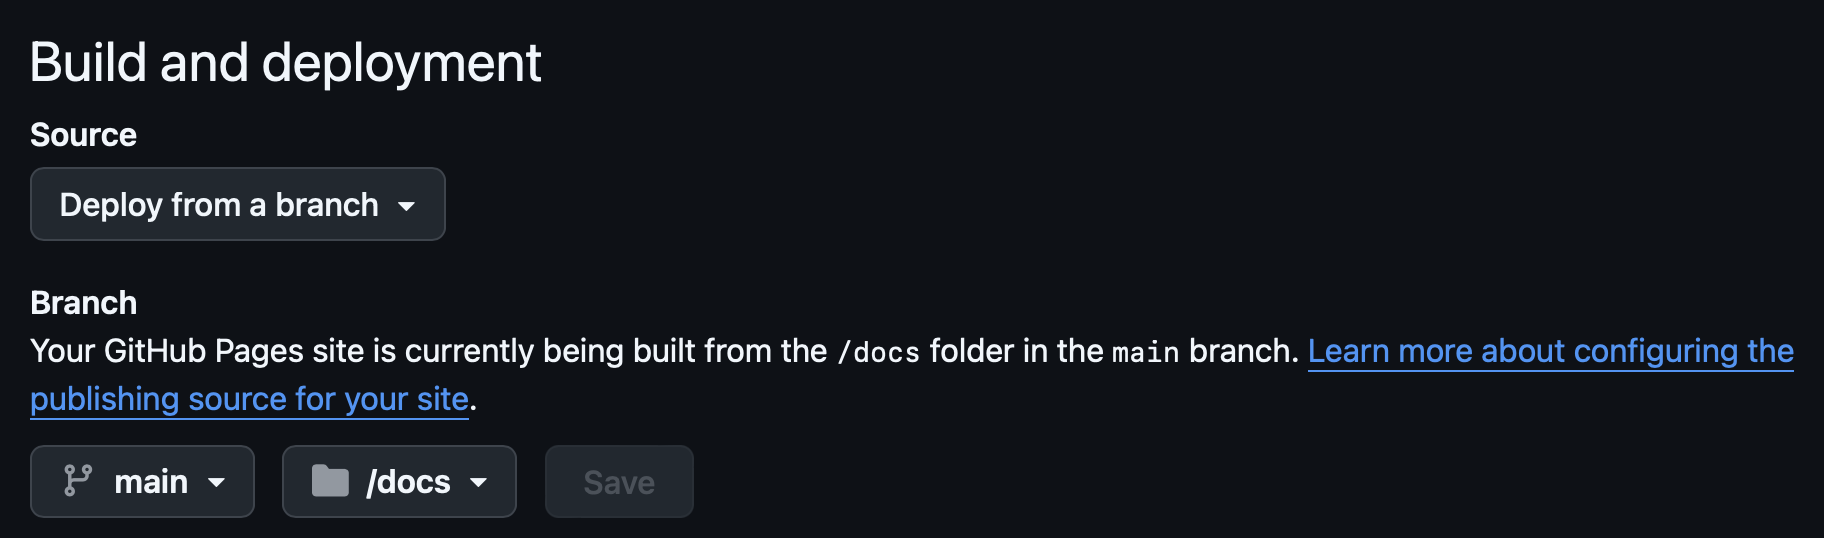 Build and deployment
Source
Deploy from a branch
Branch
Your GitHub Pages site is currently being built from the /docs folder in the main branch. Learn more about configuring the
publishing source for your site.
main /docs Save